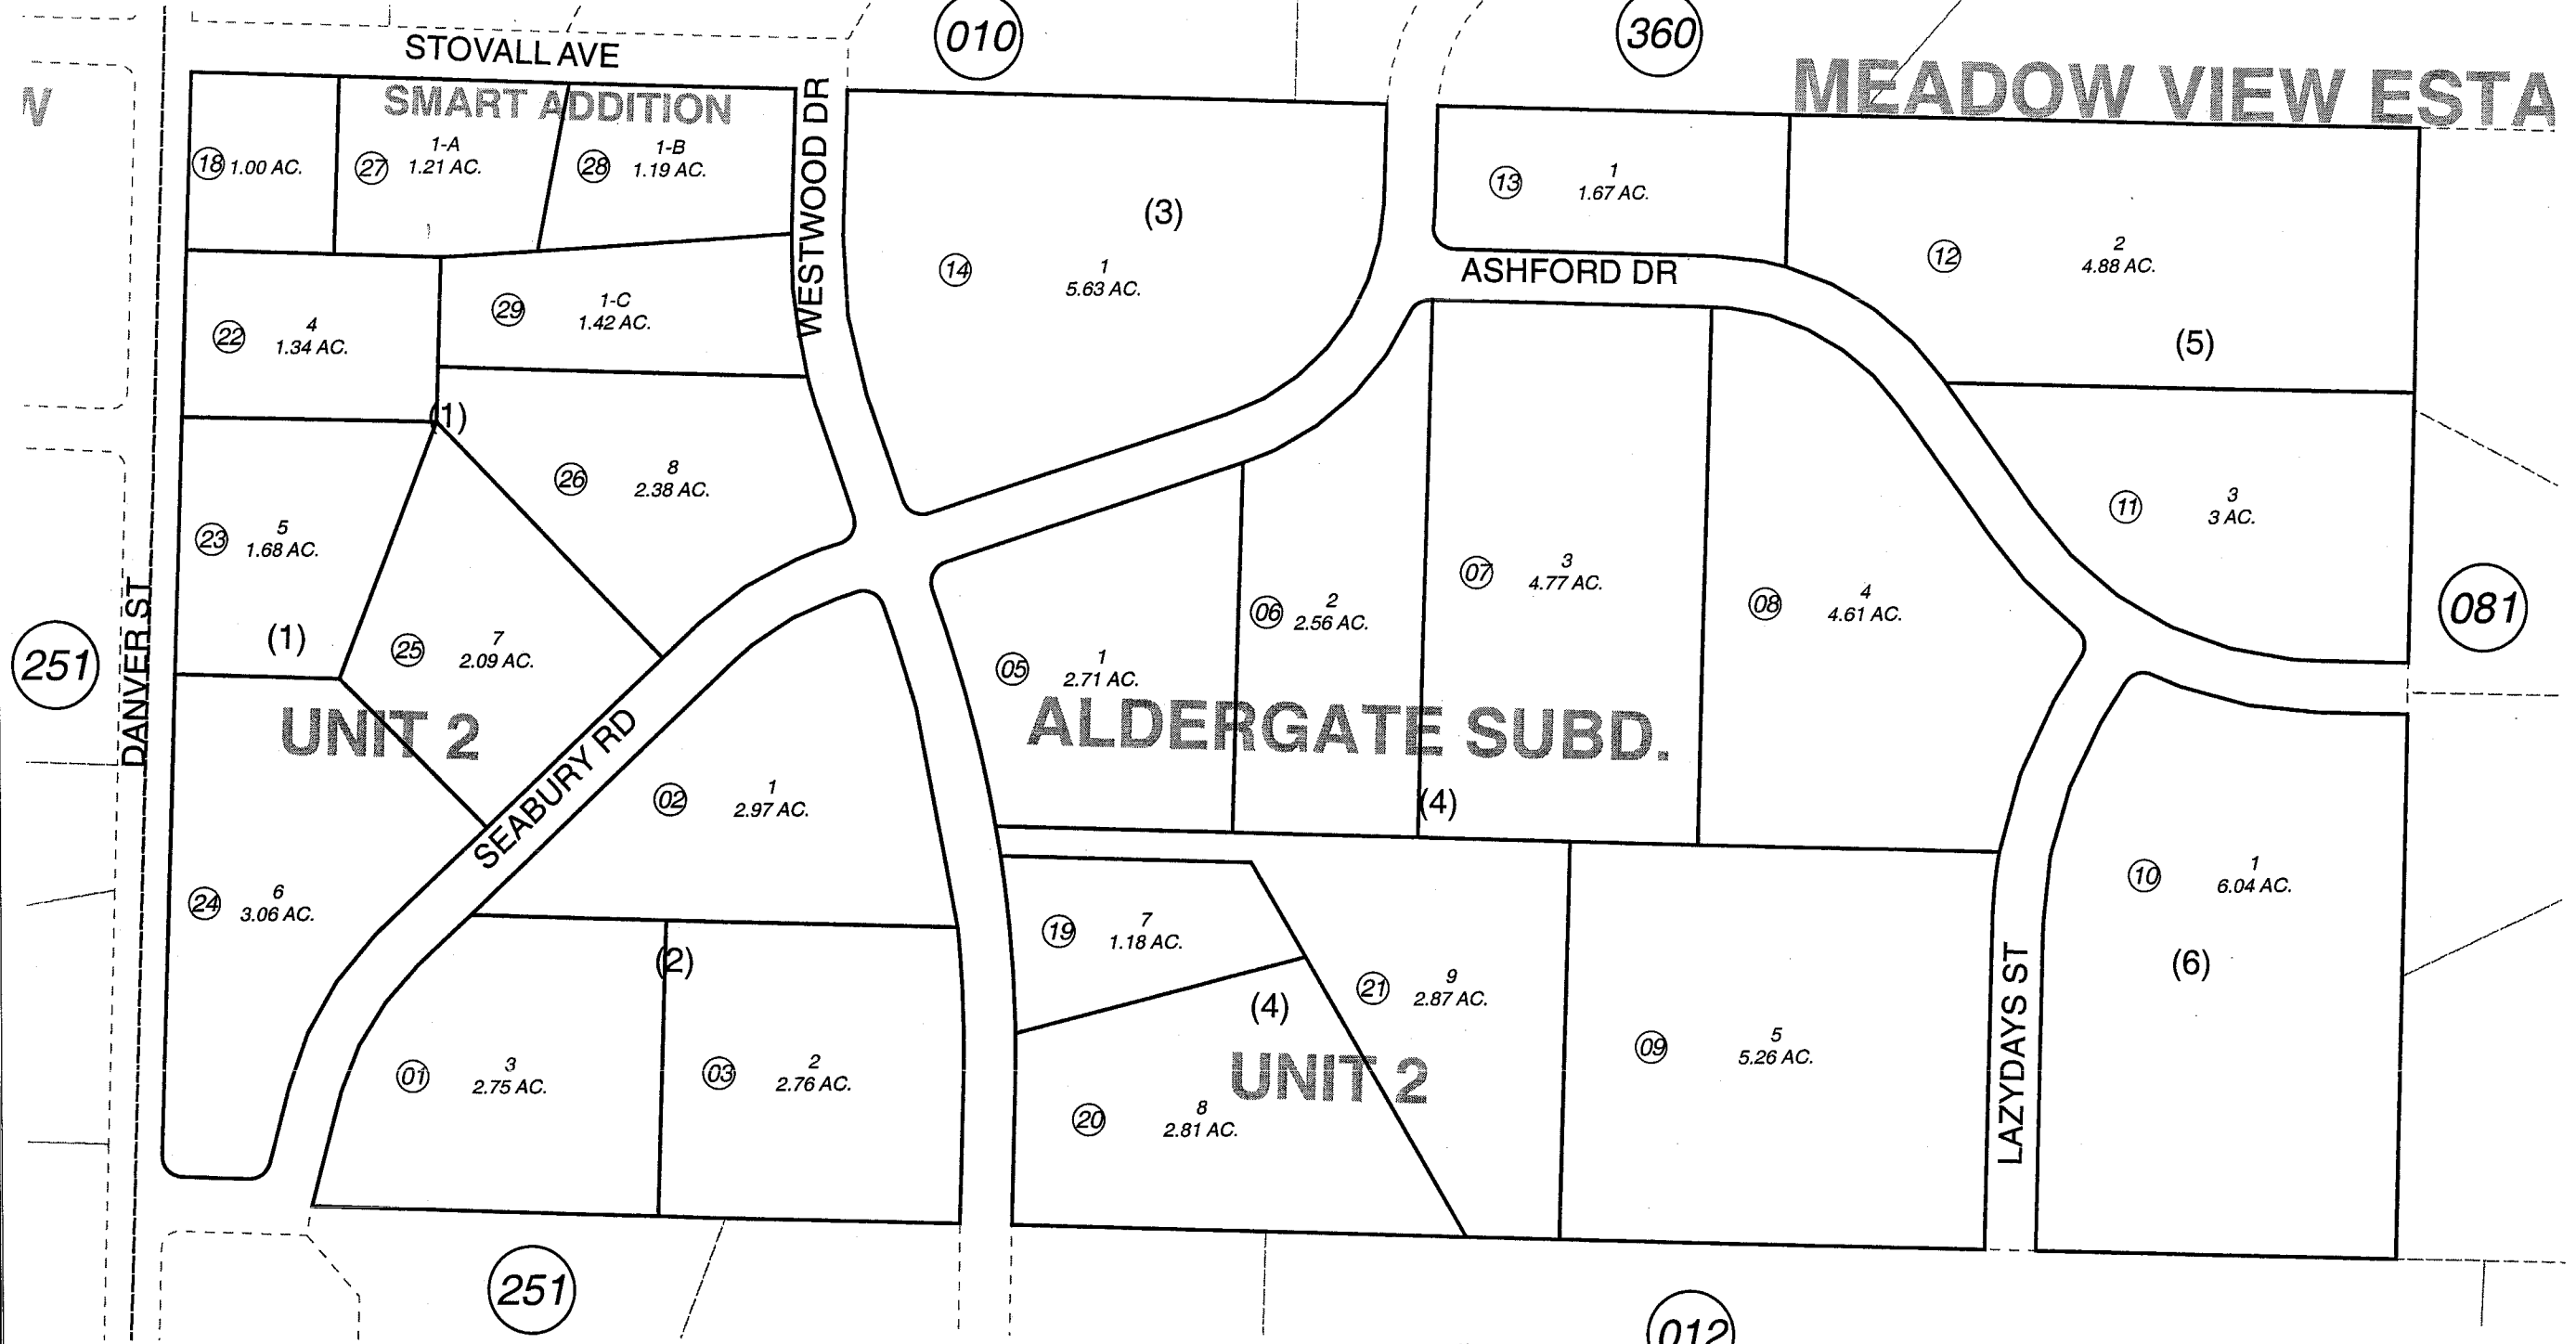 010
360
STOVALL AVE
MEADOW VIEW ESTA
W
SMART ADDITION
WESTWOOD DR
18 1.00 AC.
27 1-A
1.21 AC.
28 1-B
1.19 AC.
(3)
13 1
1.67 AC.
12 2
4.88 AC.
14 1
5.63 AC.
ASHFORD DR
29 1-C
1.42 AC.
22 4
1.34 AC.
(5)
(1)
26 8
2.38 AC.
11 3
3 AC.
23 5
1.68 AC.
07 3
4.77 AC.
06 2
2.56 AC.
08 4
4.61 AC.
081
(1)
25 7
2.09 AC.
05 1
2.71 AC.
251
DANVER ST
UNIT 2
SEABURY RD
ALDERGATE SUBD.
02 1
2.97 AC.
(4)
24 6
3.06 AC.
10 1
6.04 AC.
19 7
1.18 AC.
(2)
(6)
21 9
2.87 AC.
(4)
LAZYDAYS ST
09 5
5.26 AC.
01 3
2.75 AC.
03 2
2.76 AC.
UNIT 2
20 8
2.81 AC.
251
012